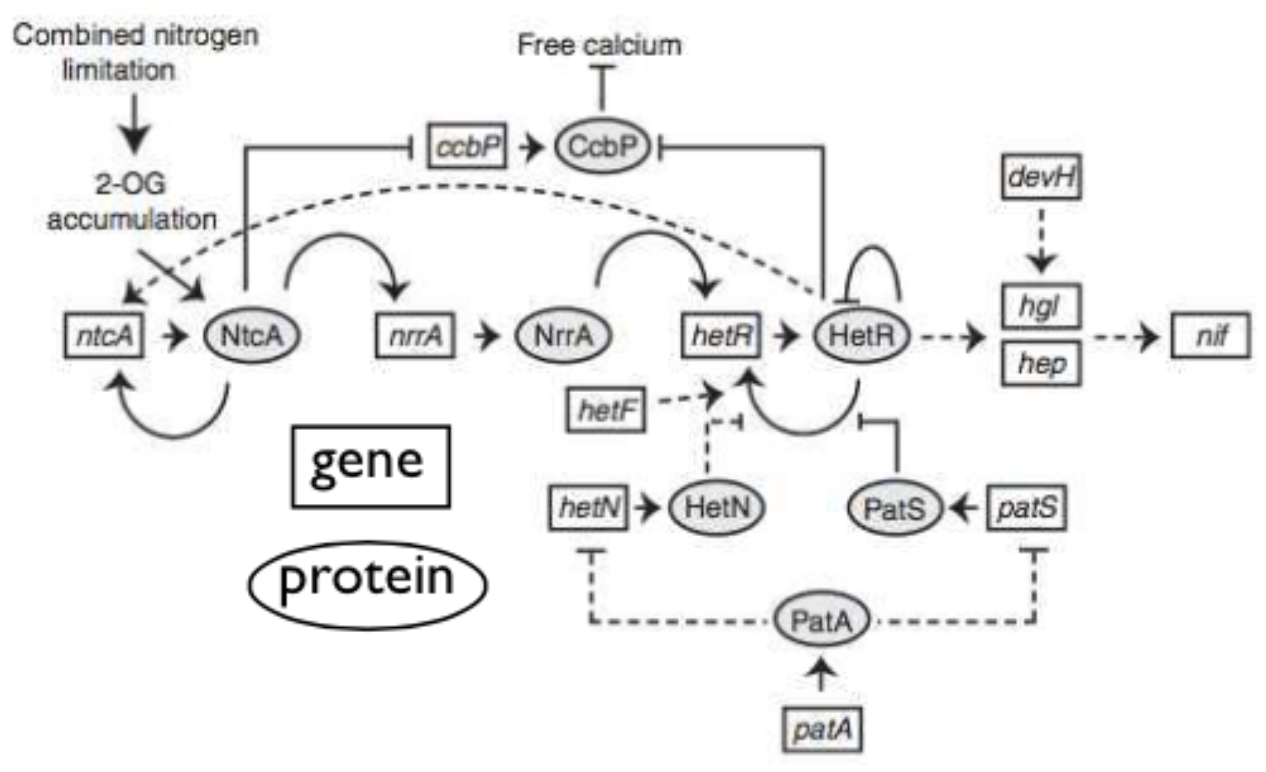 Combined nitrogen
limitation
Free calcium
ccbP
CcbP
2-OG
accumulation
devH
ntcA
NtcA
nrrA
NrrA
hetR
HetR
hgl
hep
nif
hetF
gene
hetN
HetN
PatS
patS
protein
PatA
patA